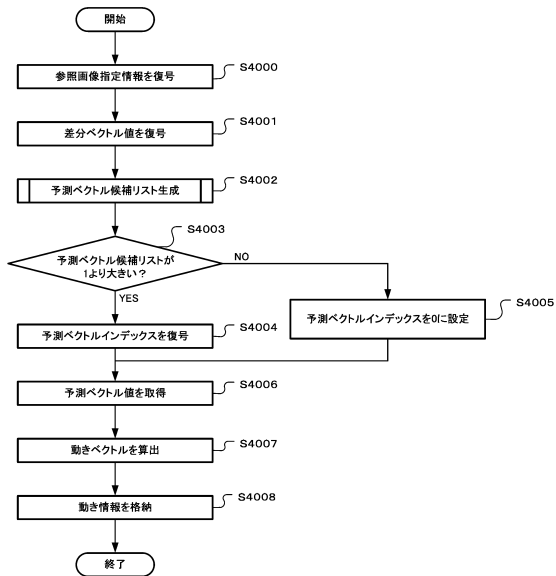 開始
参照画像指定情報を復号
S4000
差分ベクトル値を復号
S4001
予測ベクトル候補リスト生成
S4002
S4003
予測ベクトル候補リストが
1より大きい？
NO
YES
予測ベクトルインデックスを復号
S4004
予測ベクトルインデックスを0に設定
S4005
予測ベクトル値を取得
S4006
動きベクトルを算出
S4007
動き情報を格納
S4008
終了